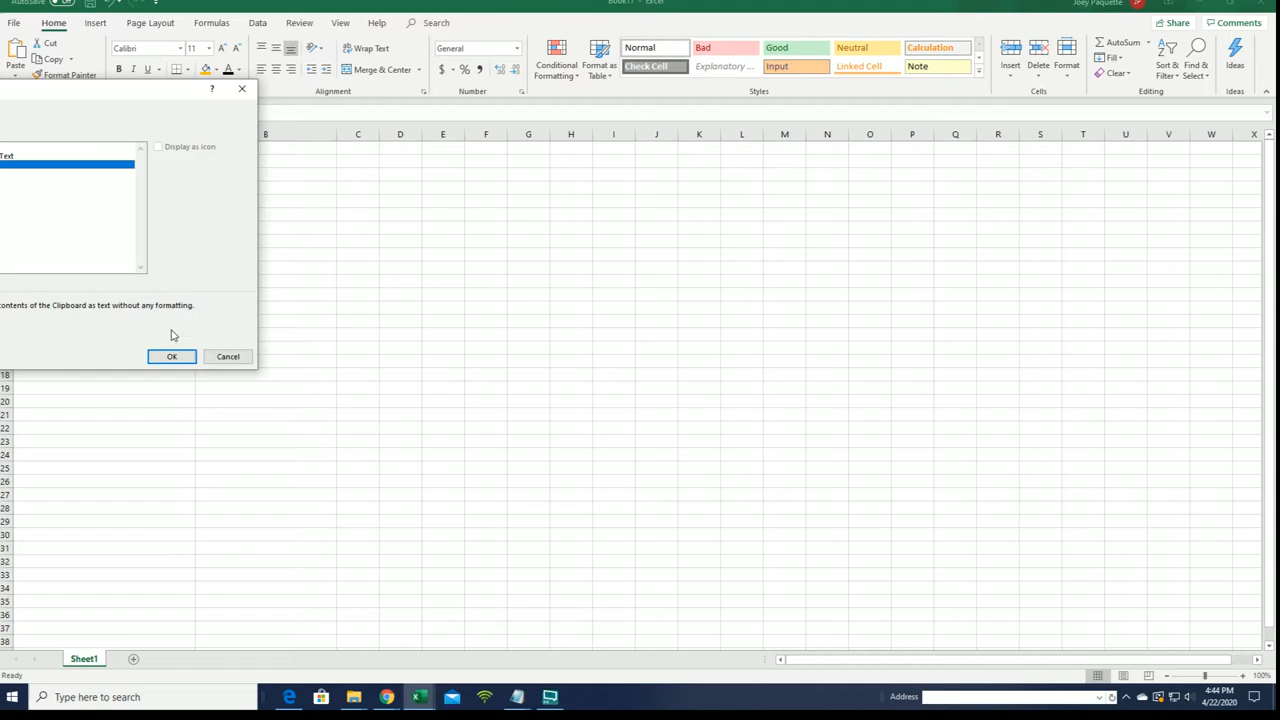 AutoSave Off Book17 - Excel Joey Paquette JP
File Home Insert Page Layout Formulas Data Review View Help Search Share Comments
Paste Cut Copy Format Painter
Calibri 11 B I U
Wrap Text Merge & Center Alignment
General $ % Number
Conditional Formatting Format as Table
Normal Bad Good Neutral Calculation
Check Cell Explanatory ... Input Linked Cell Note
Styles
Insert Delete Format Cells
AutoSum Fill Clear Sort & Filter Find & Select Editing
Ideas Ideas
?
B C D E F G H I J K L M N O P Q R S T U V W X
Text
Display as icon
contents of the Clipboard as text without any formatting.
OK Cancel
18
19
20
21
22
23
24
25
26
27
28
29
30
31
32
33
34
35
36
37
38
Sheet1
Ready 100%
Type here to search Address 4:44 PM
4/22/2020